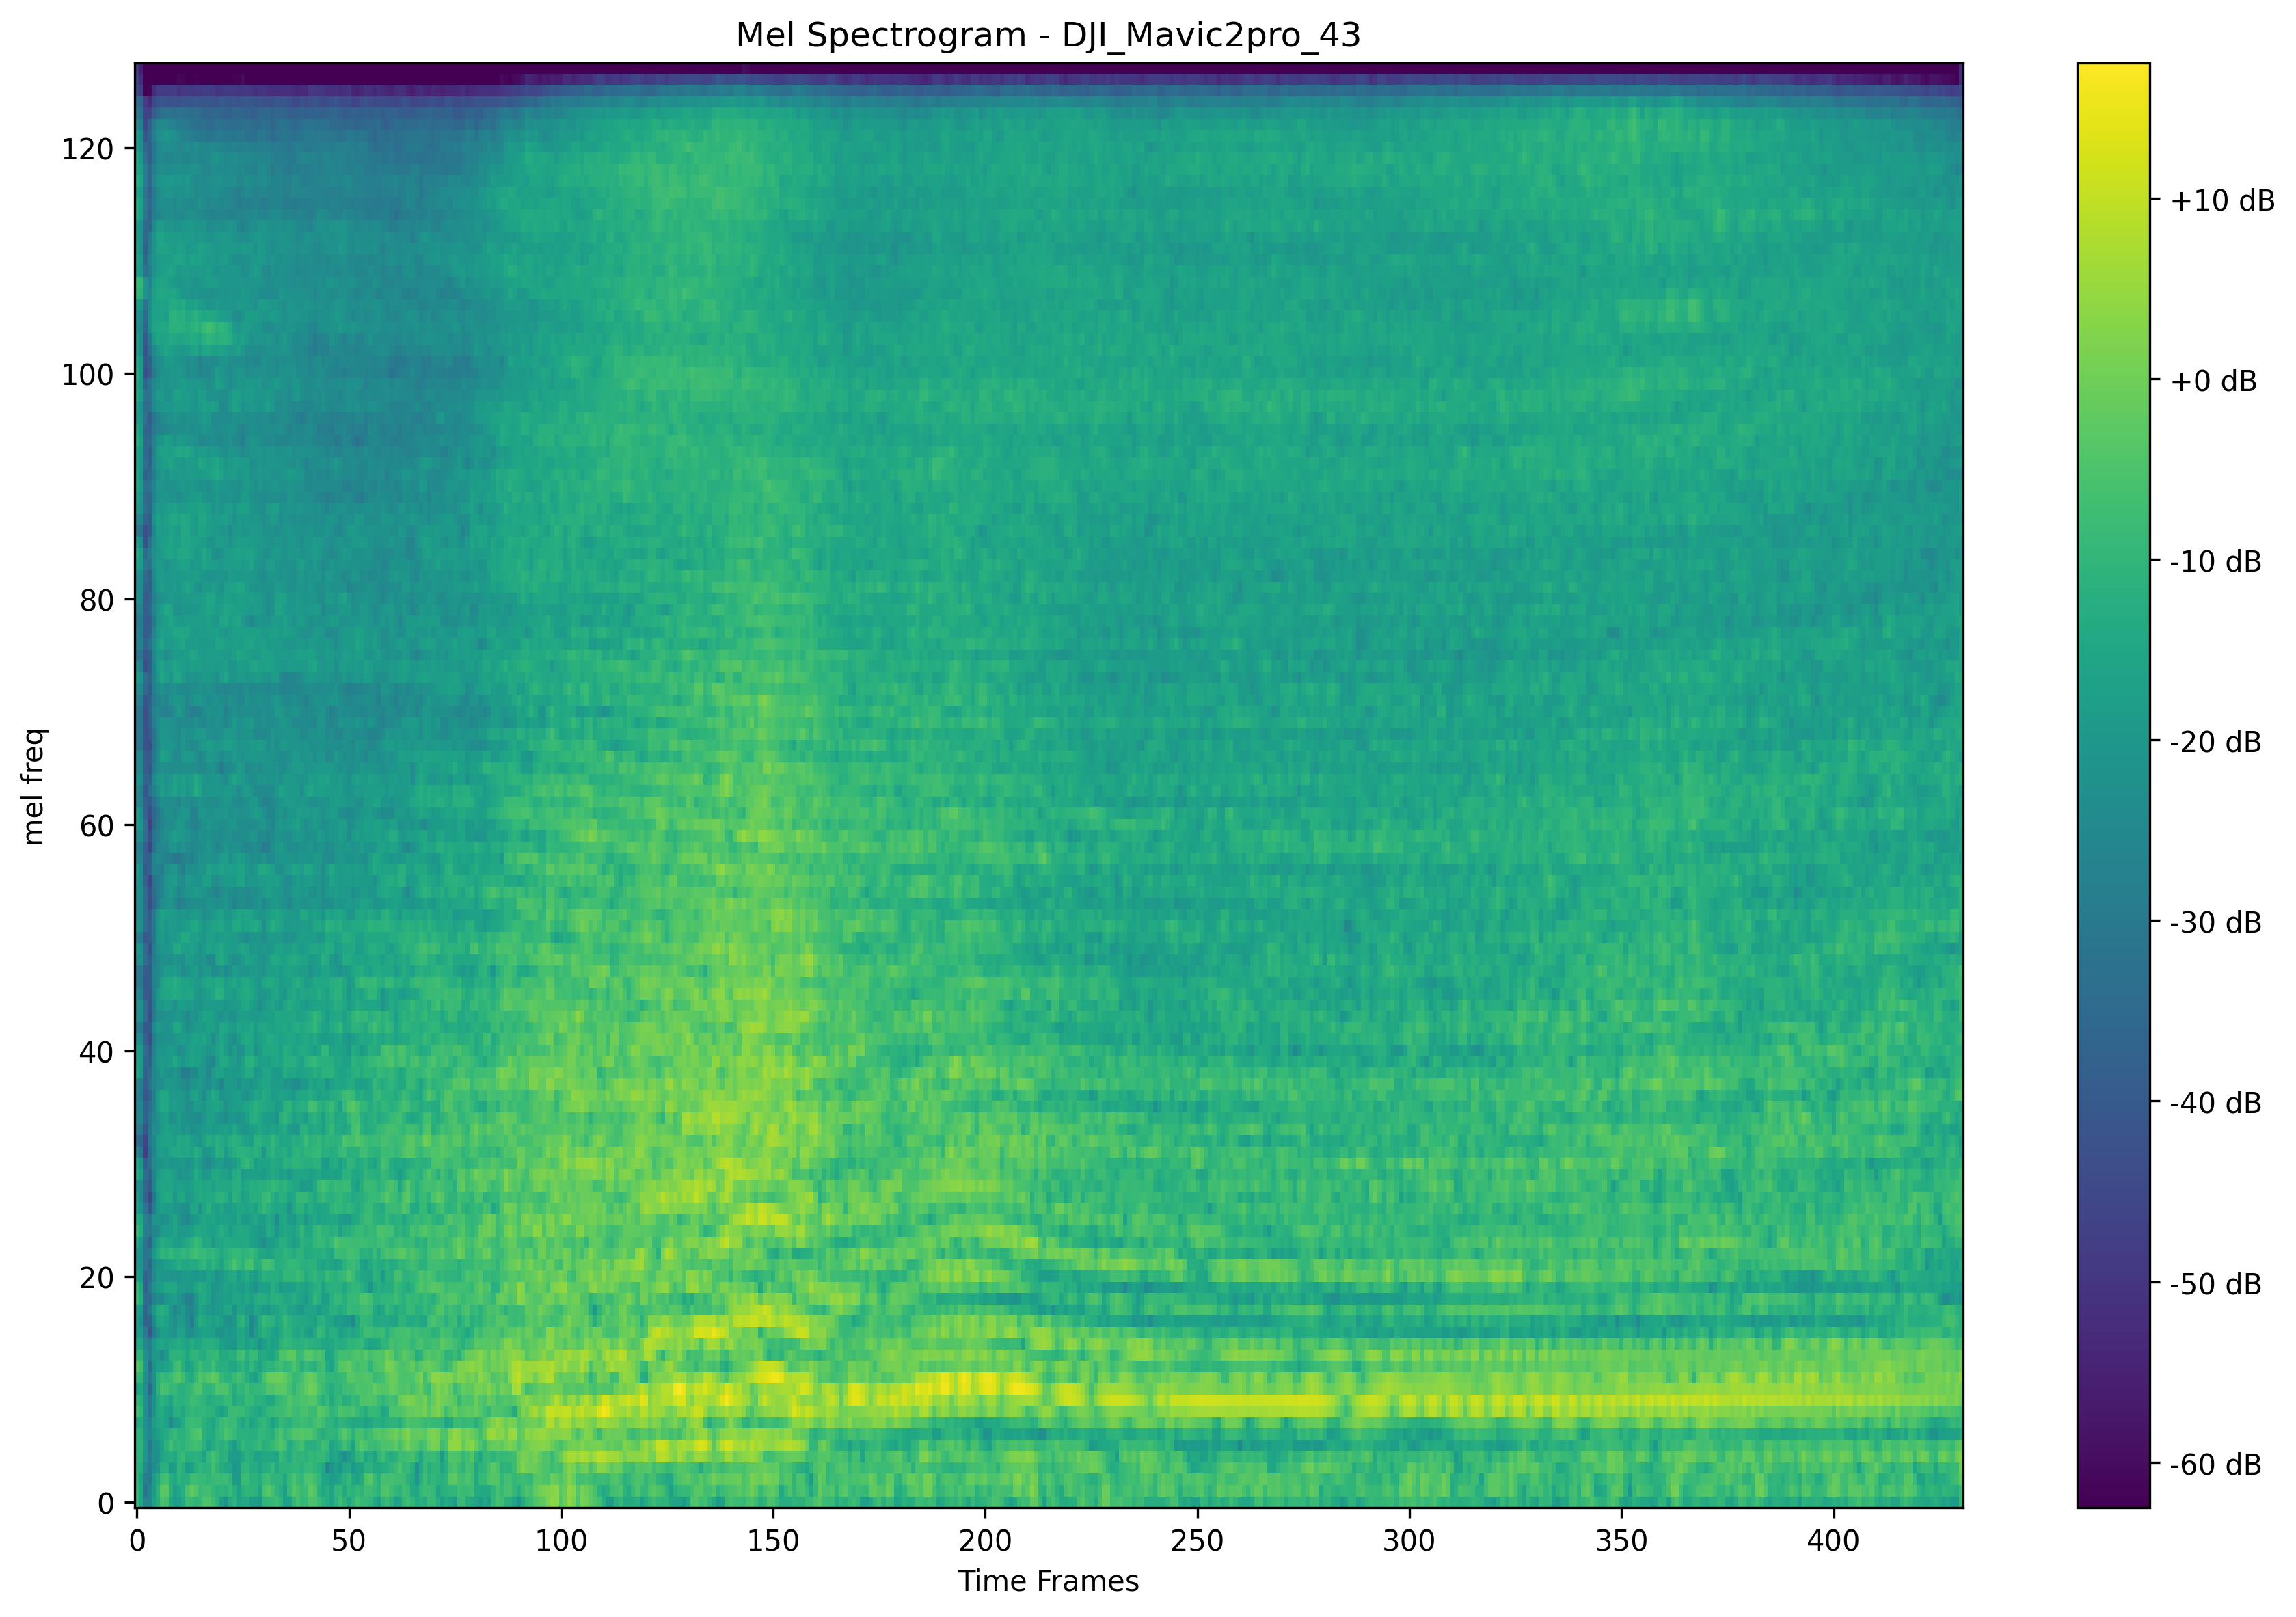 Mel Spectrogram - DJI_Mavic2pro_43
120
100
80
60
40
20
0
mel freq
0 50 100 150 200 250 300 350 400
Time Frames
+10 dB
+0 dB
-10 dB
-20 dB
-30 dB
-40 dB
-50 dB
-60 dB